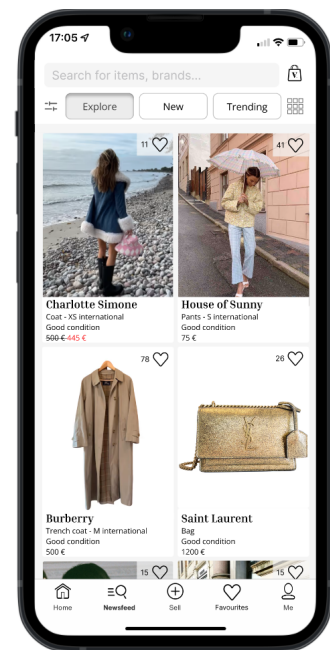 17:05
Search for items, brands...
V
Explore
New
Trending
11
41
Charlotte Simone
Coat - XS international
Good condition
500 € 445 €
House of Sunny
Pants - S international
Good condition
75 €
78
26
Burberry
Trench coat - M international
Good condition
500 €
Saint Laurent
Bag
Good condition
1200 €
15
15
Home
Newsfeed
Sell
Favourites
Me